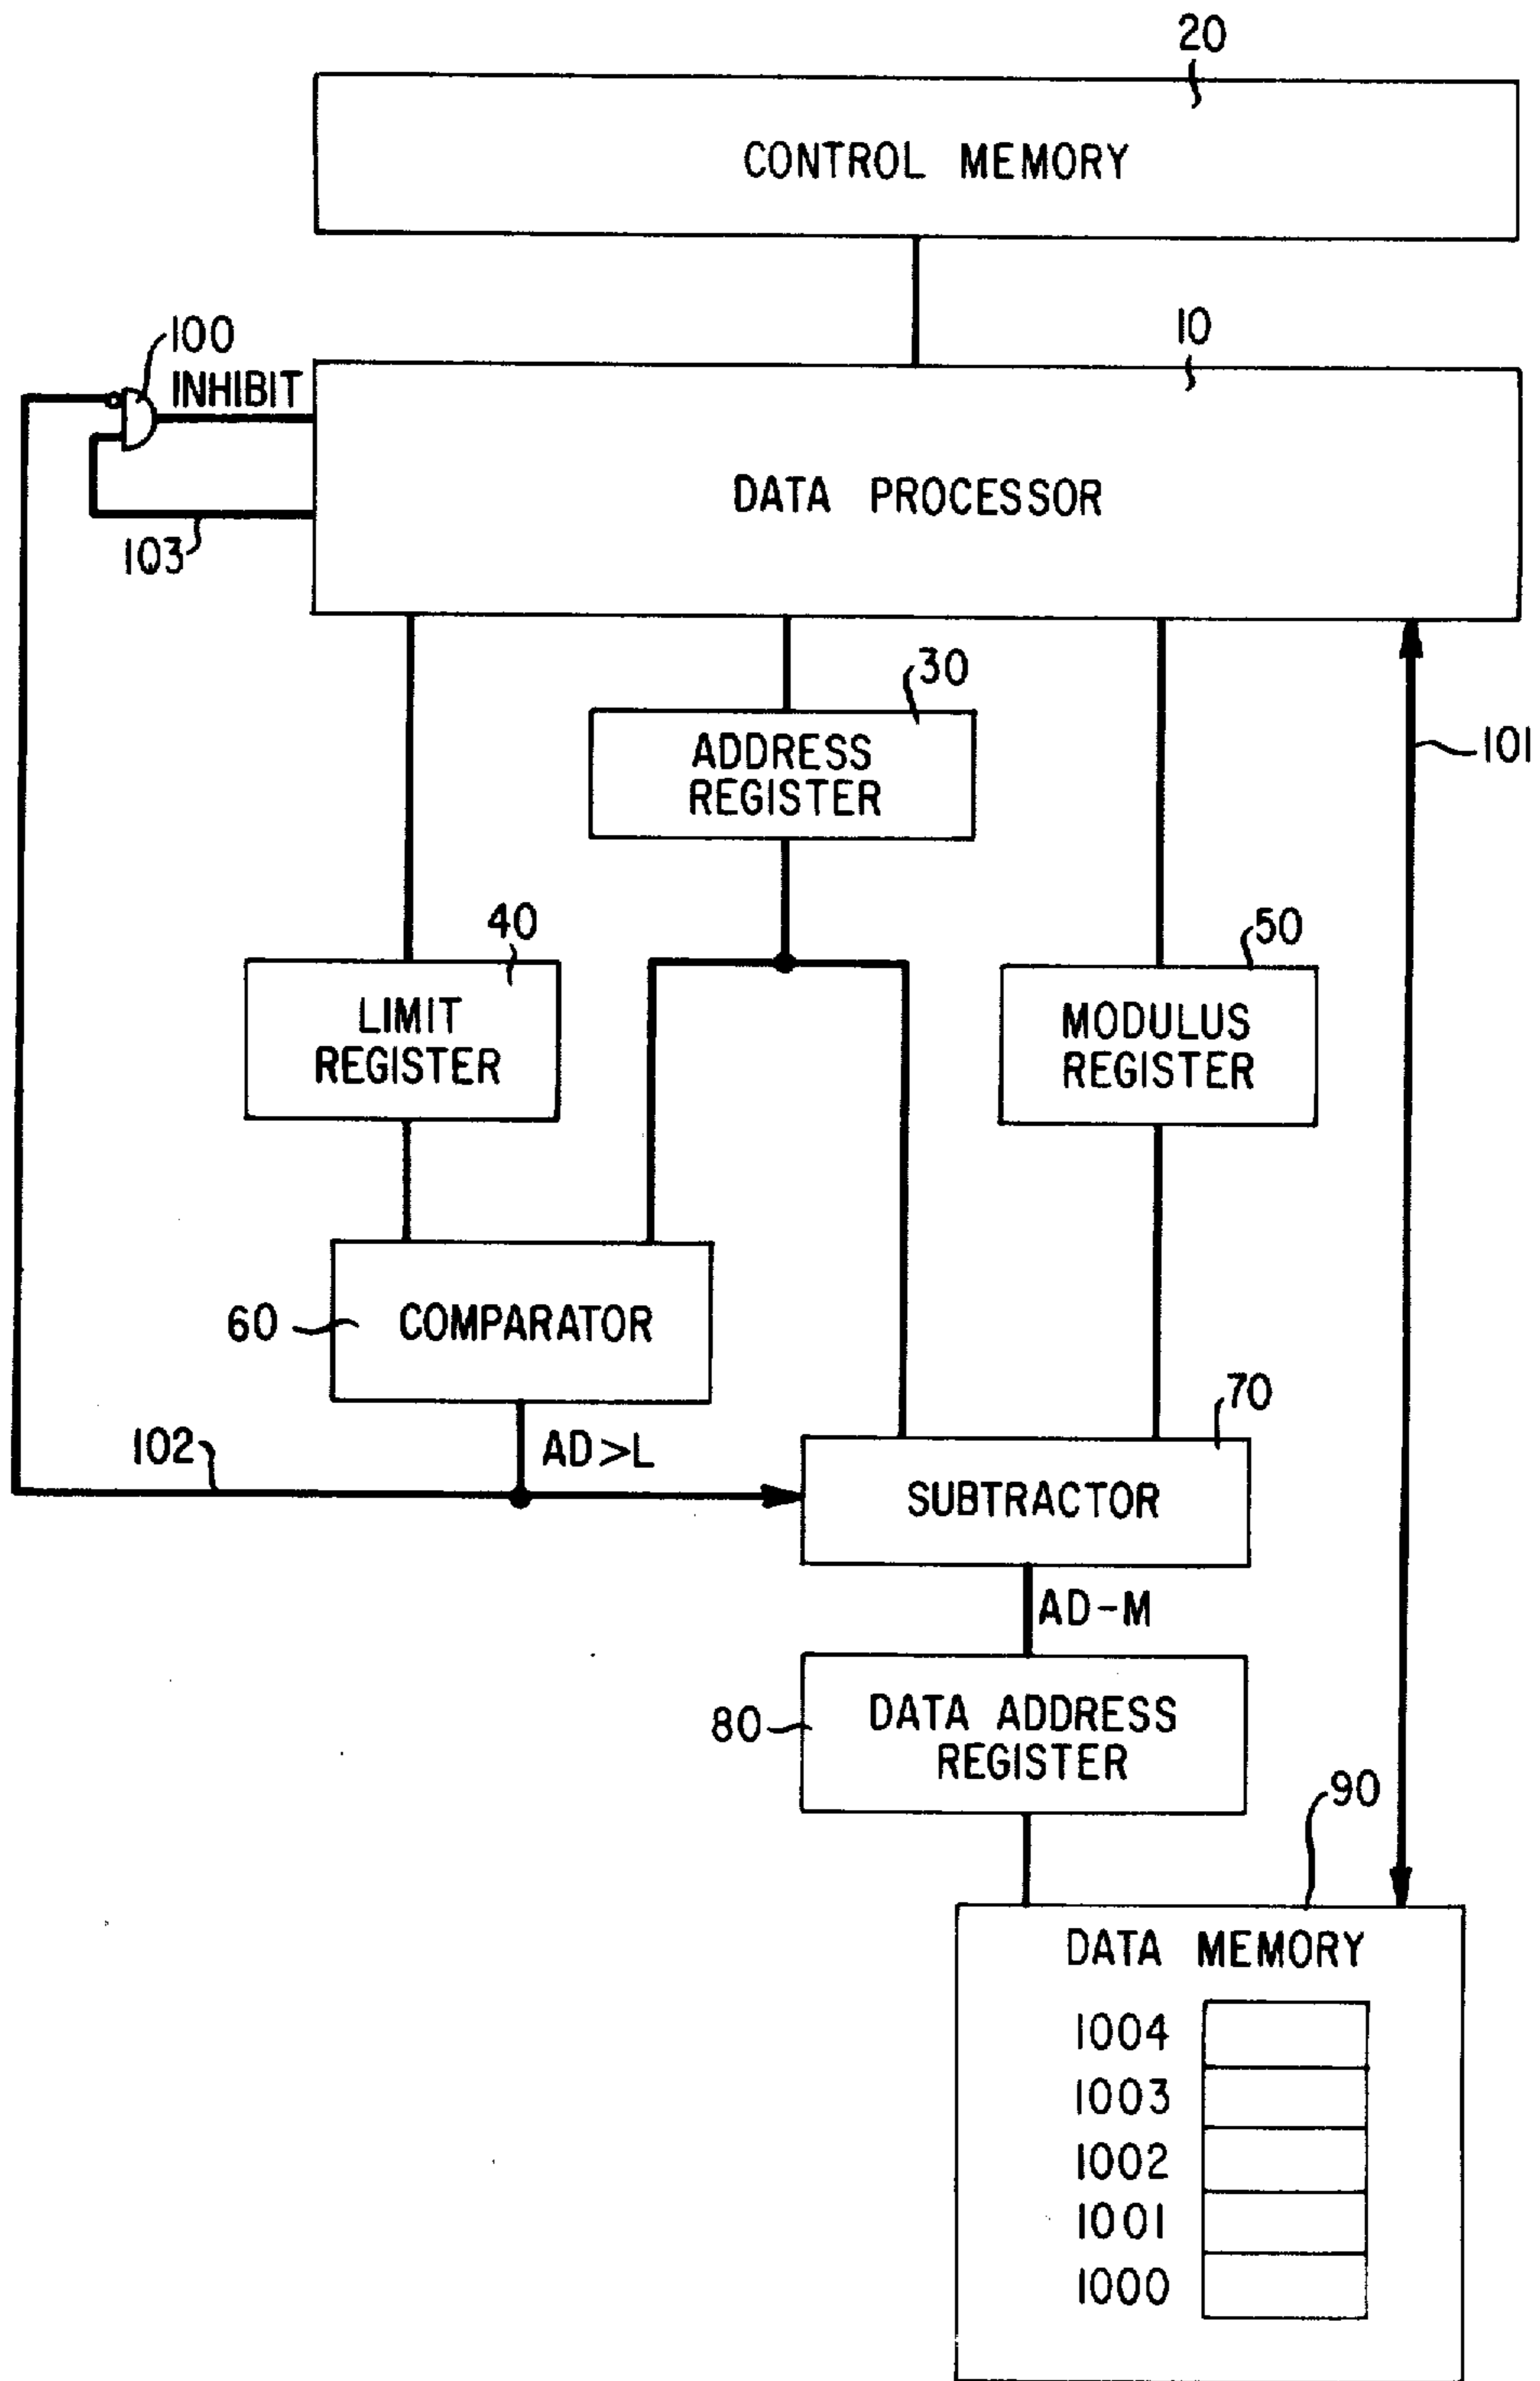 20
CONTROL MEMORY
100
INHIBIT
10
DATA PROCESSOR
103
30
ADDRESS
REGISTER
101
40
LIMIT
REGISTER
50
MODULUS
REGISTER
60
COMPARATOR
102
AD>L
70
SUBTRACTOR
AD-M
80
DATA ADDRESS
REGISTER
90
DATA MEMORY
1004
1003
1002
1001
1000